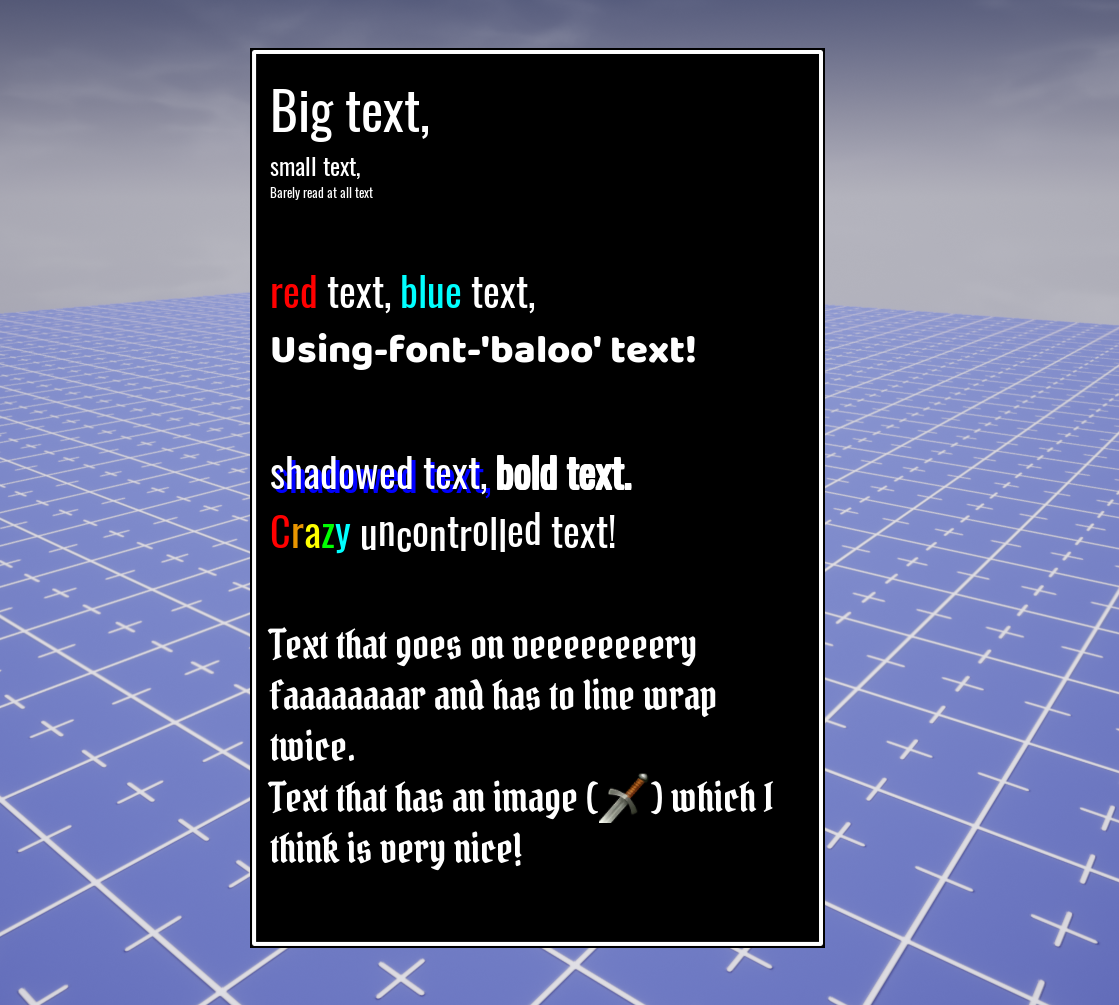 Big text,
small text,
Barely read at all text
red text, blue text,
Using-font-'baloo' text!
shadowed text, bold text.
Crazy uncontrolled text!
Text that goes on veeeeeeeery
faaaaaaaar and has to line wrap
twice.
Text that has an image (🗡) which I
think is very nice!